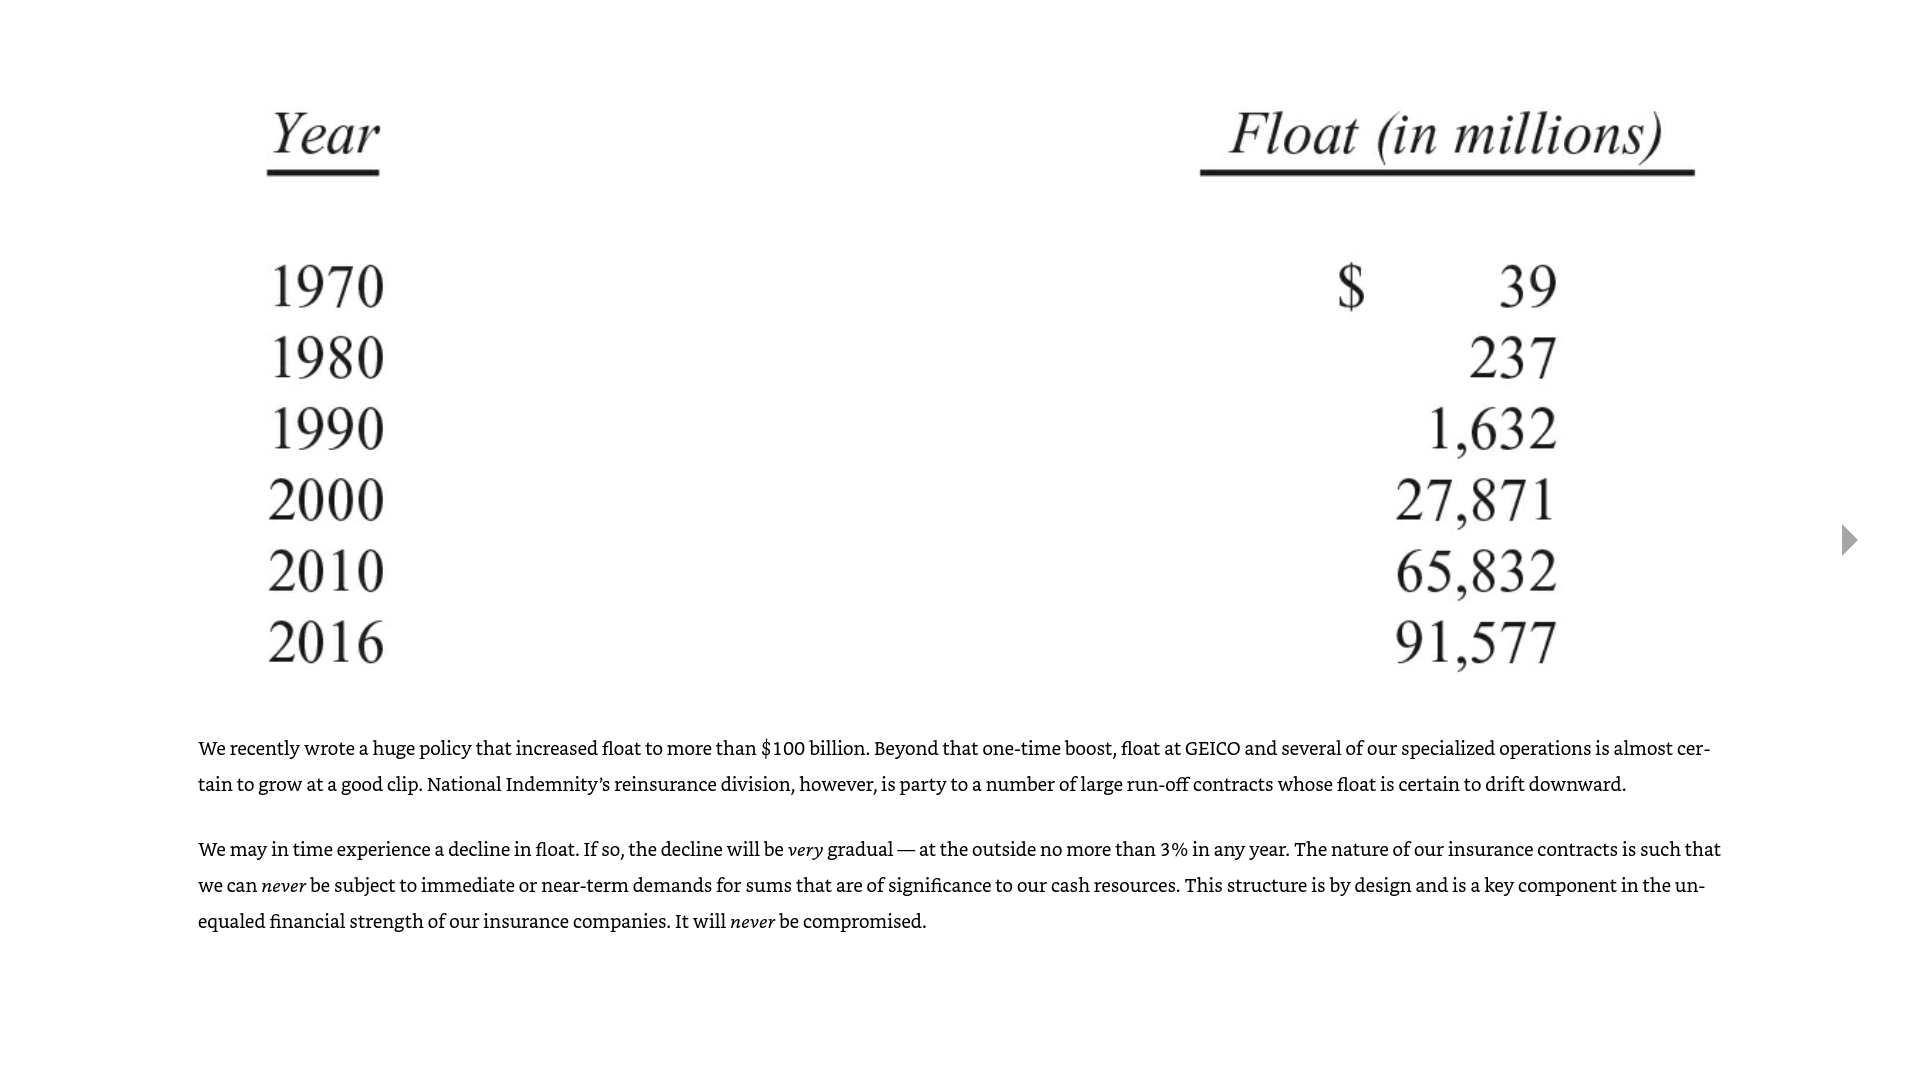 Year Float (in millions)
1970 $ 39
1980 237
1990 1,632
2000 27,871
2010 65,832
2016 91,577
We recently wrote a huge policy that increased float to more than $100 billion. Beyond that one-time boost, float at GEICO and several of our specialized operations is almost cer-
tain to grow at a good clip. National Indemnity’s reinsurance division, however, is party to a number of large run-off contracts whose float is certain to drift downward.
We may in time experience a decline in float. If so, the decline will be very gradual — at the outside no more than 3% in any year. The nature of our insurance contracts is such that
we can never be subject to immediate or near-term demands for sums that are of significance to our cash resources. This structure is by design and is a key component in the un-
equaled financial strength of our insurance companies. It will never be compromised.